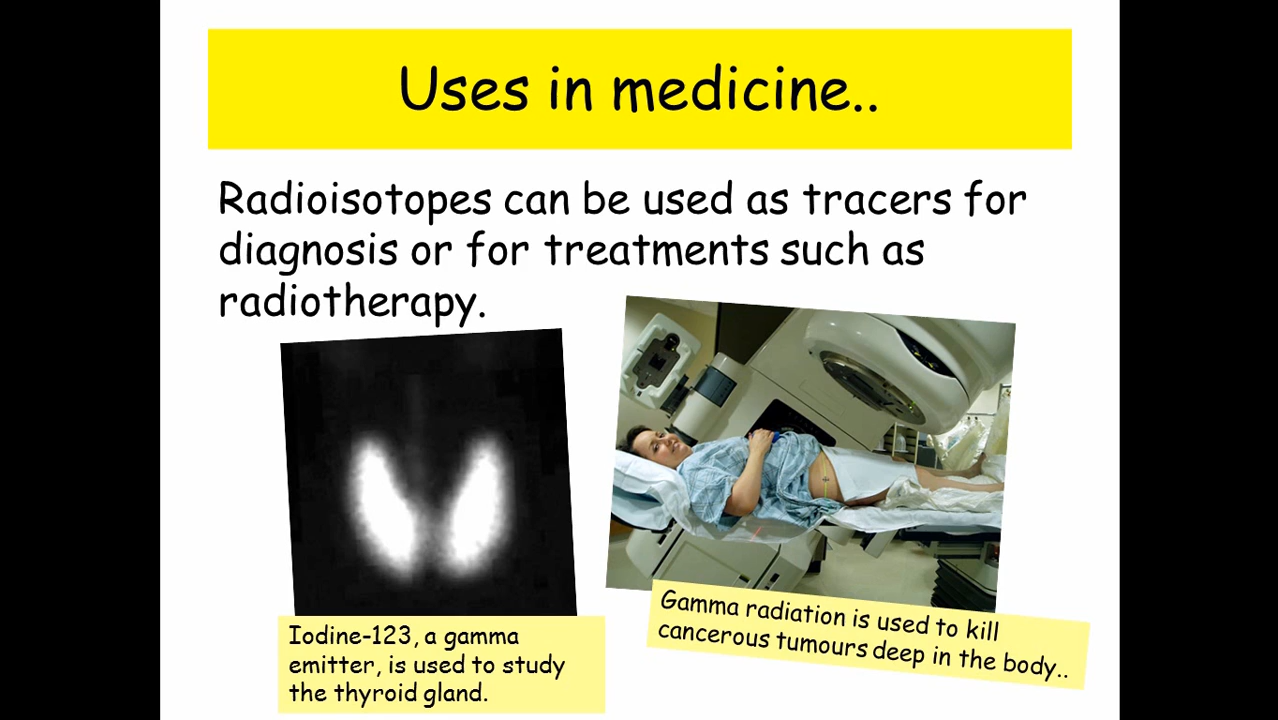 Uses in medicine..
Radioisotopes can be used as tracers for
diagnosis or for treatments such as
radiotherapy.
Iodine-123, a gamma
emitter, is used to study
the thyroid gland.
Gamma radiation is used to kill
cancerous tumours deep in the body..